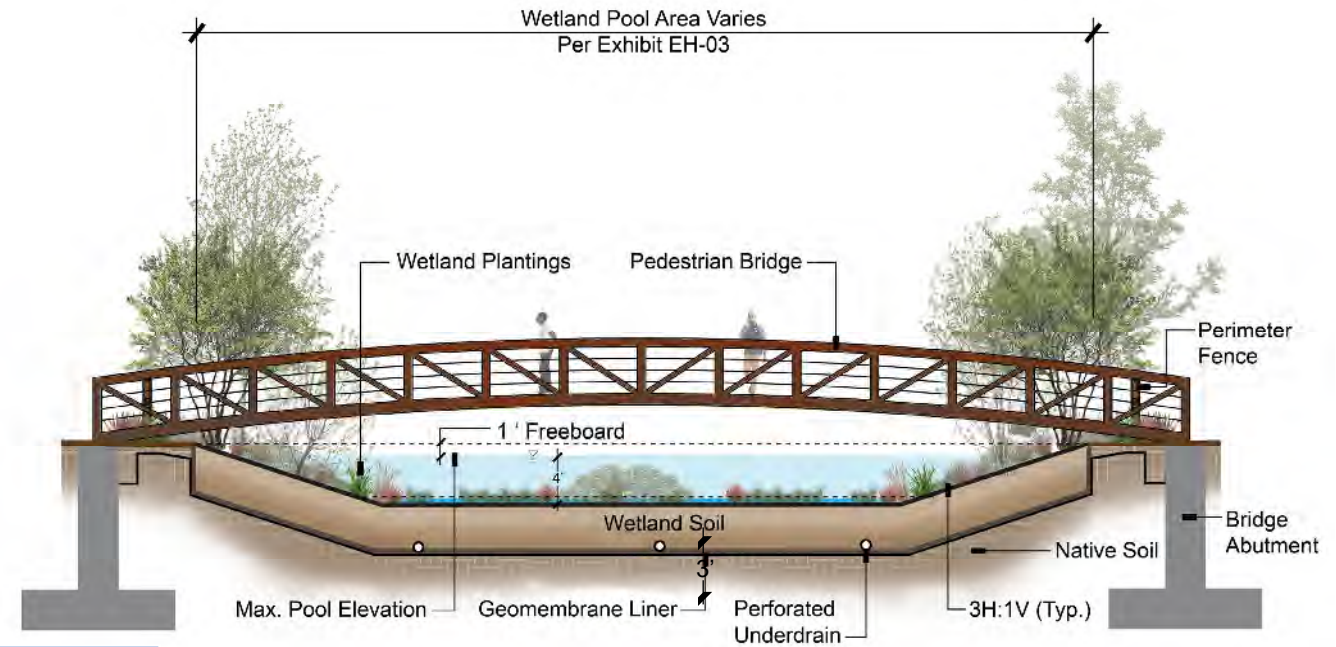 Wetland Pool Area Varies
Per Exhibit EH-03
Wetland Plantings
Pedestrian Bridge
Perimeter
Fence
1 ' Freeboard
4'
Wetland Soil
Bridge
Abutment
Native Soil
3'
Max. Pool Elevation
Geomembrane Liner
Perforated
Underdrain
3H:1V (Typ.)